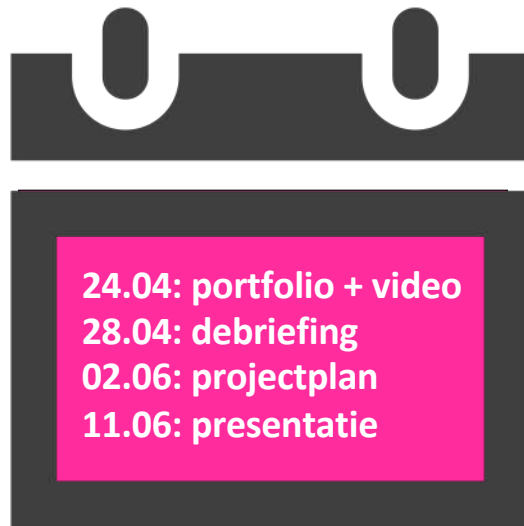 24.04: portfolio + video
28.04: debriefing
02.06: projectplan
11.06: presentatie